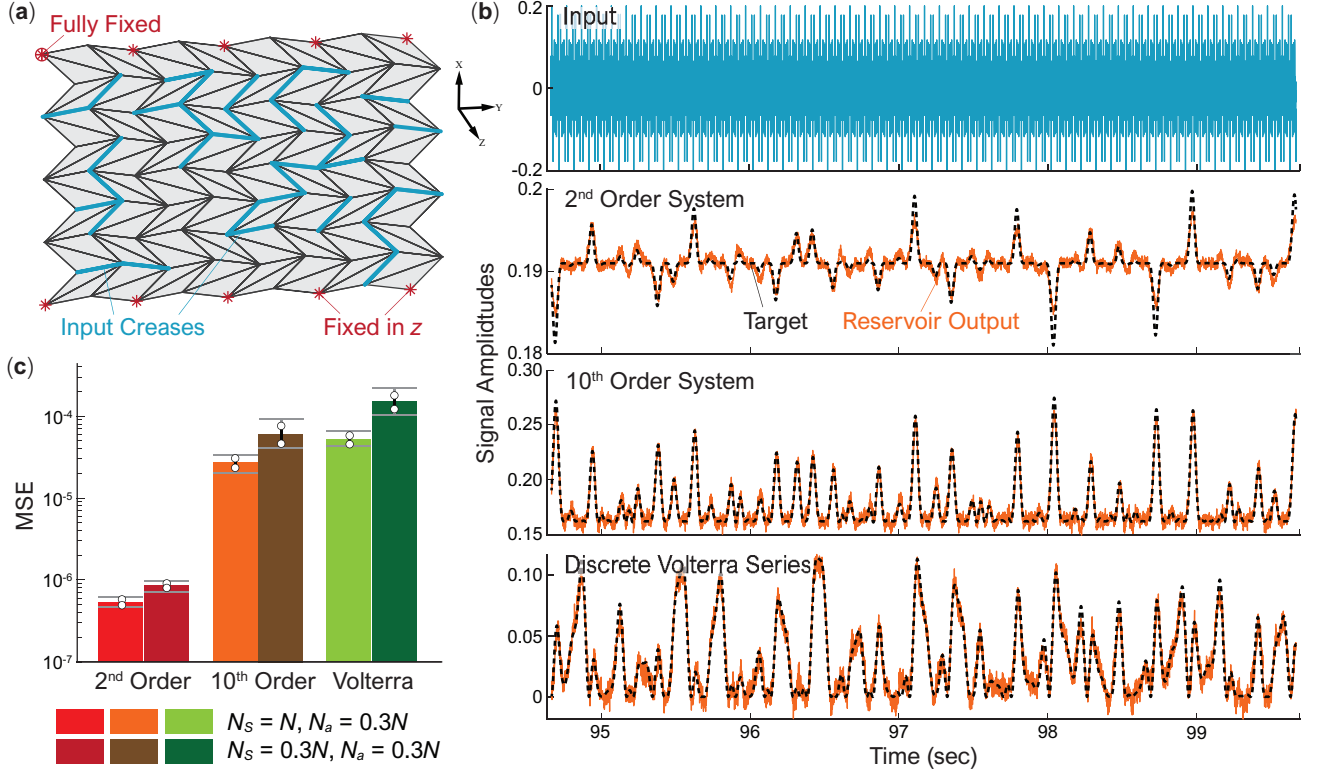 (a)
Fully Fixed
X
Y
Z
Input Creases
Fixed in z
(b)
Input
0.2
0
-0.2
2nd Order System
0.2
0.19
0.18
Target
Reservoir Output
10th Order System
0.30
0.25
0.20
0.15
Discrete Volterra Series
0.10
0.05
0
Signal Amplidtudes
95
96
97
98
99
Time (sec)
(c)
MSE
10-4
10-5
10-6
10-7
2nd Order
10th Order
Volterra
NS = N, Na = 0.3N
NS = 0.3N, Na = 0.3N